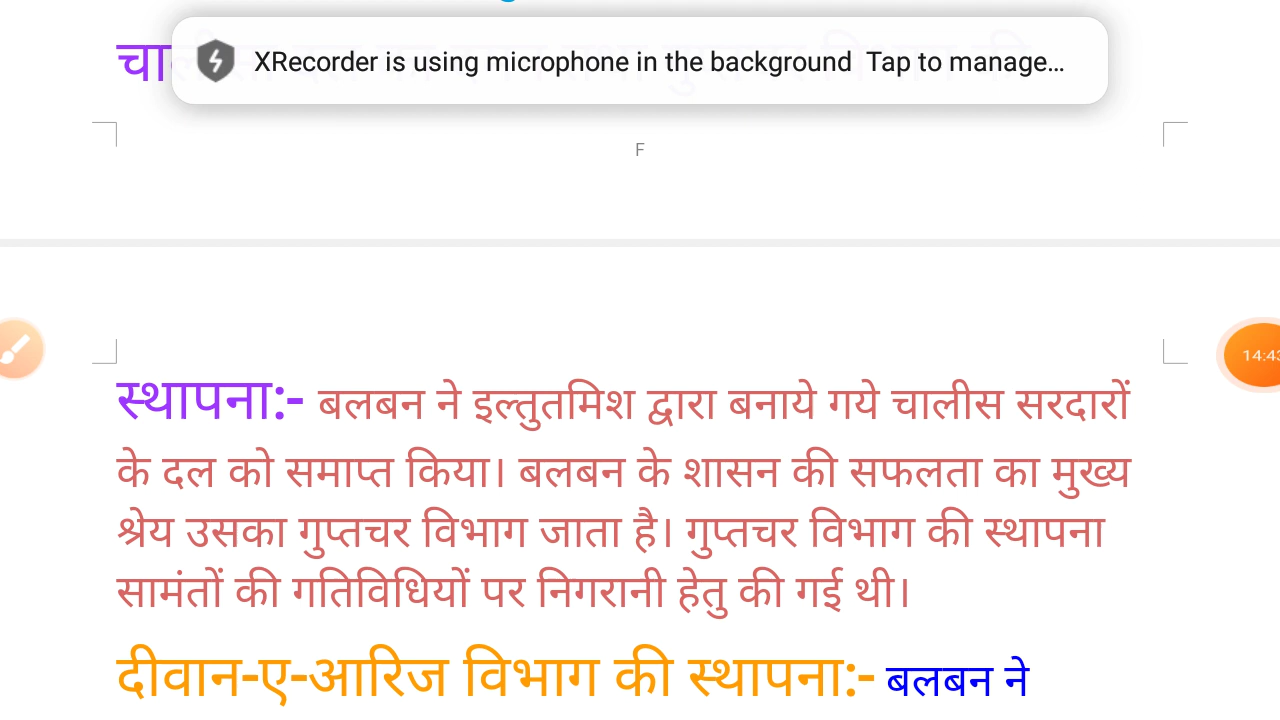 चा
XRecorder is using microphone in the background Tap to manage...
F
14:43
स्थापना:- बलबन ने इल्तुतमिश द्वारा बनाये गये चालीस सरदारों
के दल को समाप्त किया। बलबन के शासन की सफलता का मुख्य
श्रेय उसका गुप्तचर विभाग जाता है। गुप्तचर विभाग की स्थापना
सामंतों की गतिविधियों पर निगरानी हेतु की गई थी।
दीवान-ए-आरिज विभाग की स्थापना:- बलबन ने